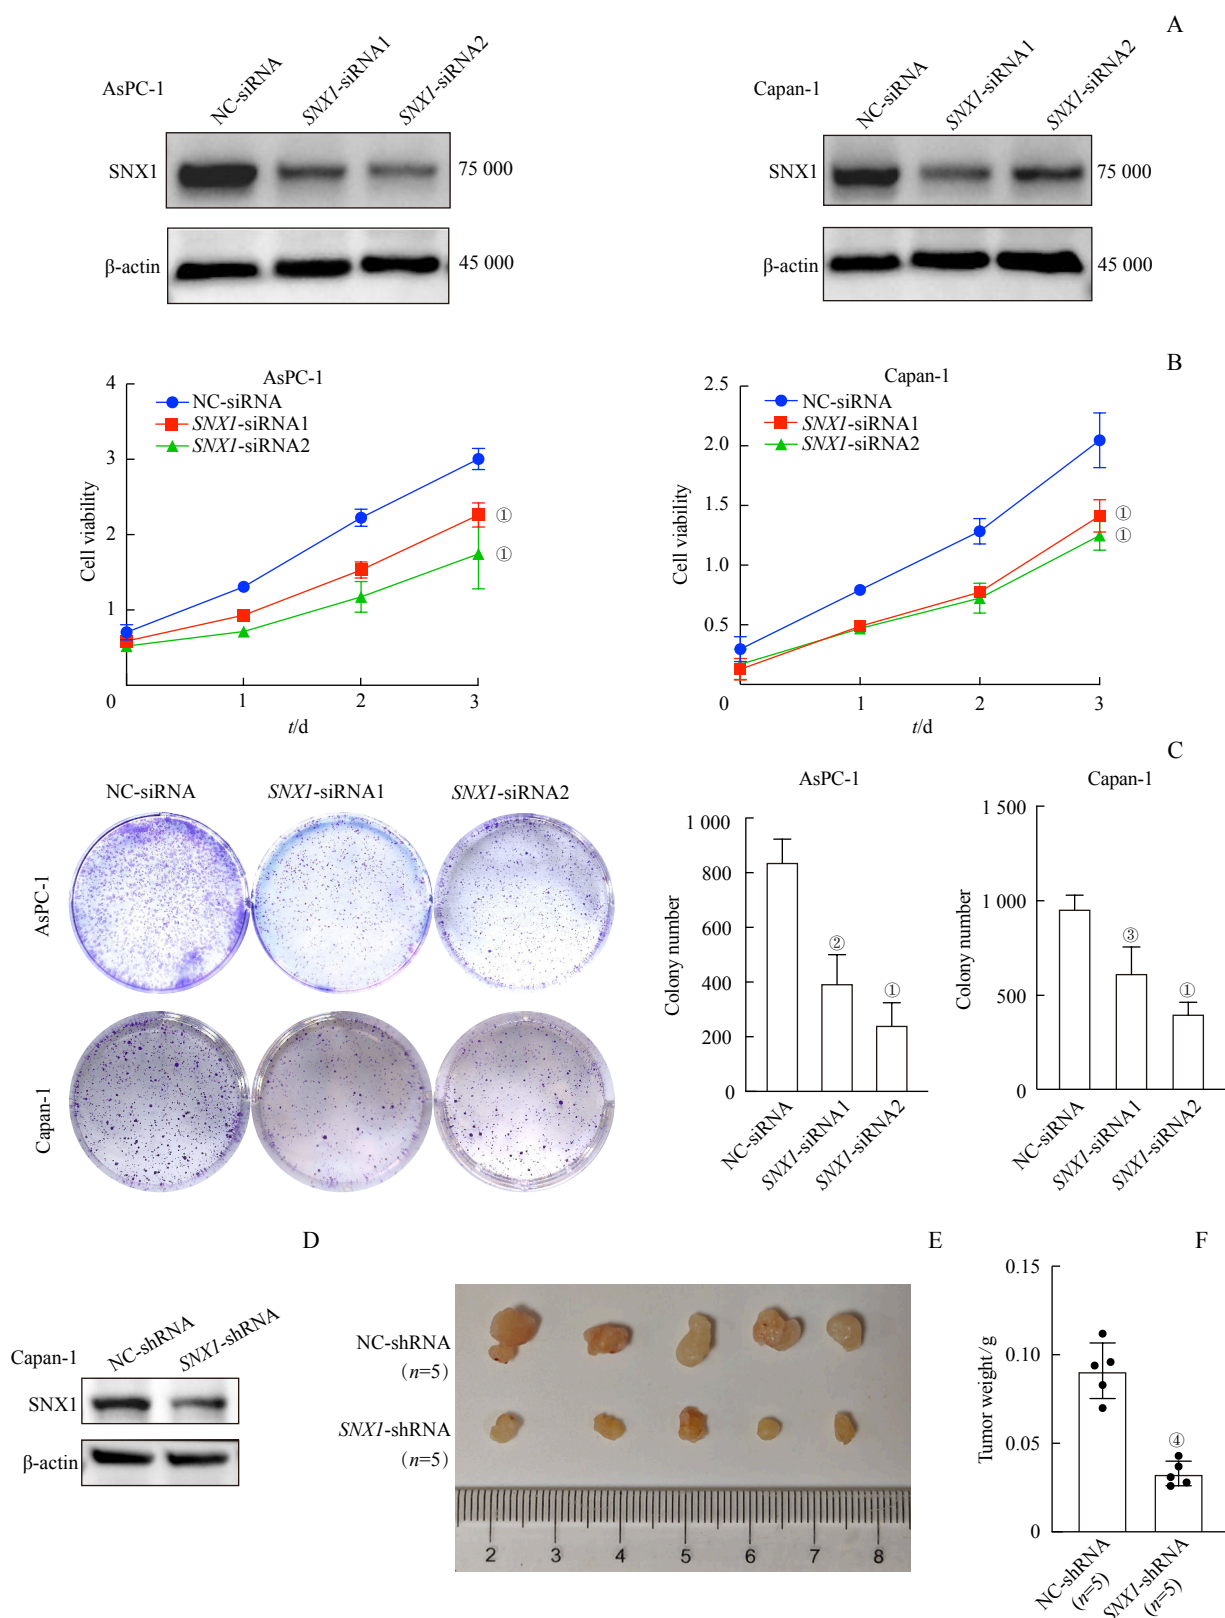 A
AsPC-1
NC-siRNA
SNX1-siRNA1
SNX1-siRNA2
SNX1
75 000
β-actin
45 000
Capan-1
NC-siRNA
SNX1-siRNA1
SNX1-siRNA2
SNX1
75 000
β-actin
45 000
B
AsPC-1
NC-siRNA
SNX1-siRNA1
SNX1-siRNA2
Cell viability
4
3
2
1
0
1
2
3
t/d
①
①
Capan-1
NC-siRNA
SNX1-siRNA1
SNX1-siRNA2
Cell viability
2.5
2.0
1.5
1.0
0.5
0
1
2
3
t/d
①
①
C
NC-siRNA
SNX1-siRNA1
SNX1-siRNA2
AsPC-1
Capan-1
AsPC-1
Colony number
1 000
800
600
400
200
0
②
①
NC-siRNA
SNX1-siRNA1
SNX1-siRNA2
Capan-1
Colony number
1 500
1 000
500
0
③
①
NC-siRNA
SNX1-siRNA1
SNX1-siRNA2
D
Capan-1
NC-shRNA
SNX1-shRNA
SNX1
β-actin
E
NC-shRNA
(n=5)
SNX1-shRNA
(n=5)
2 3 4 5 6 7 8
F
Tumor weight/g
0.15
0.10
0.05
0
④
NC-shRNA
(n=5)
SNX1-shRNA
(n=5)